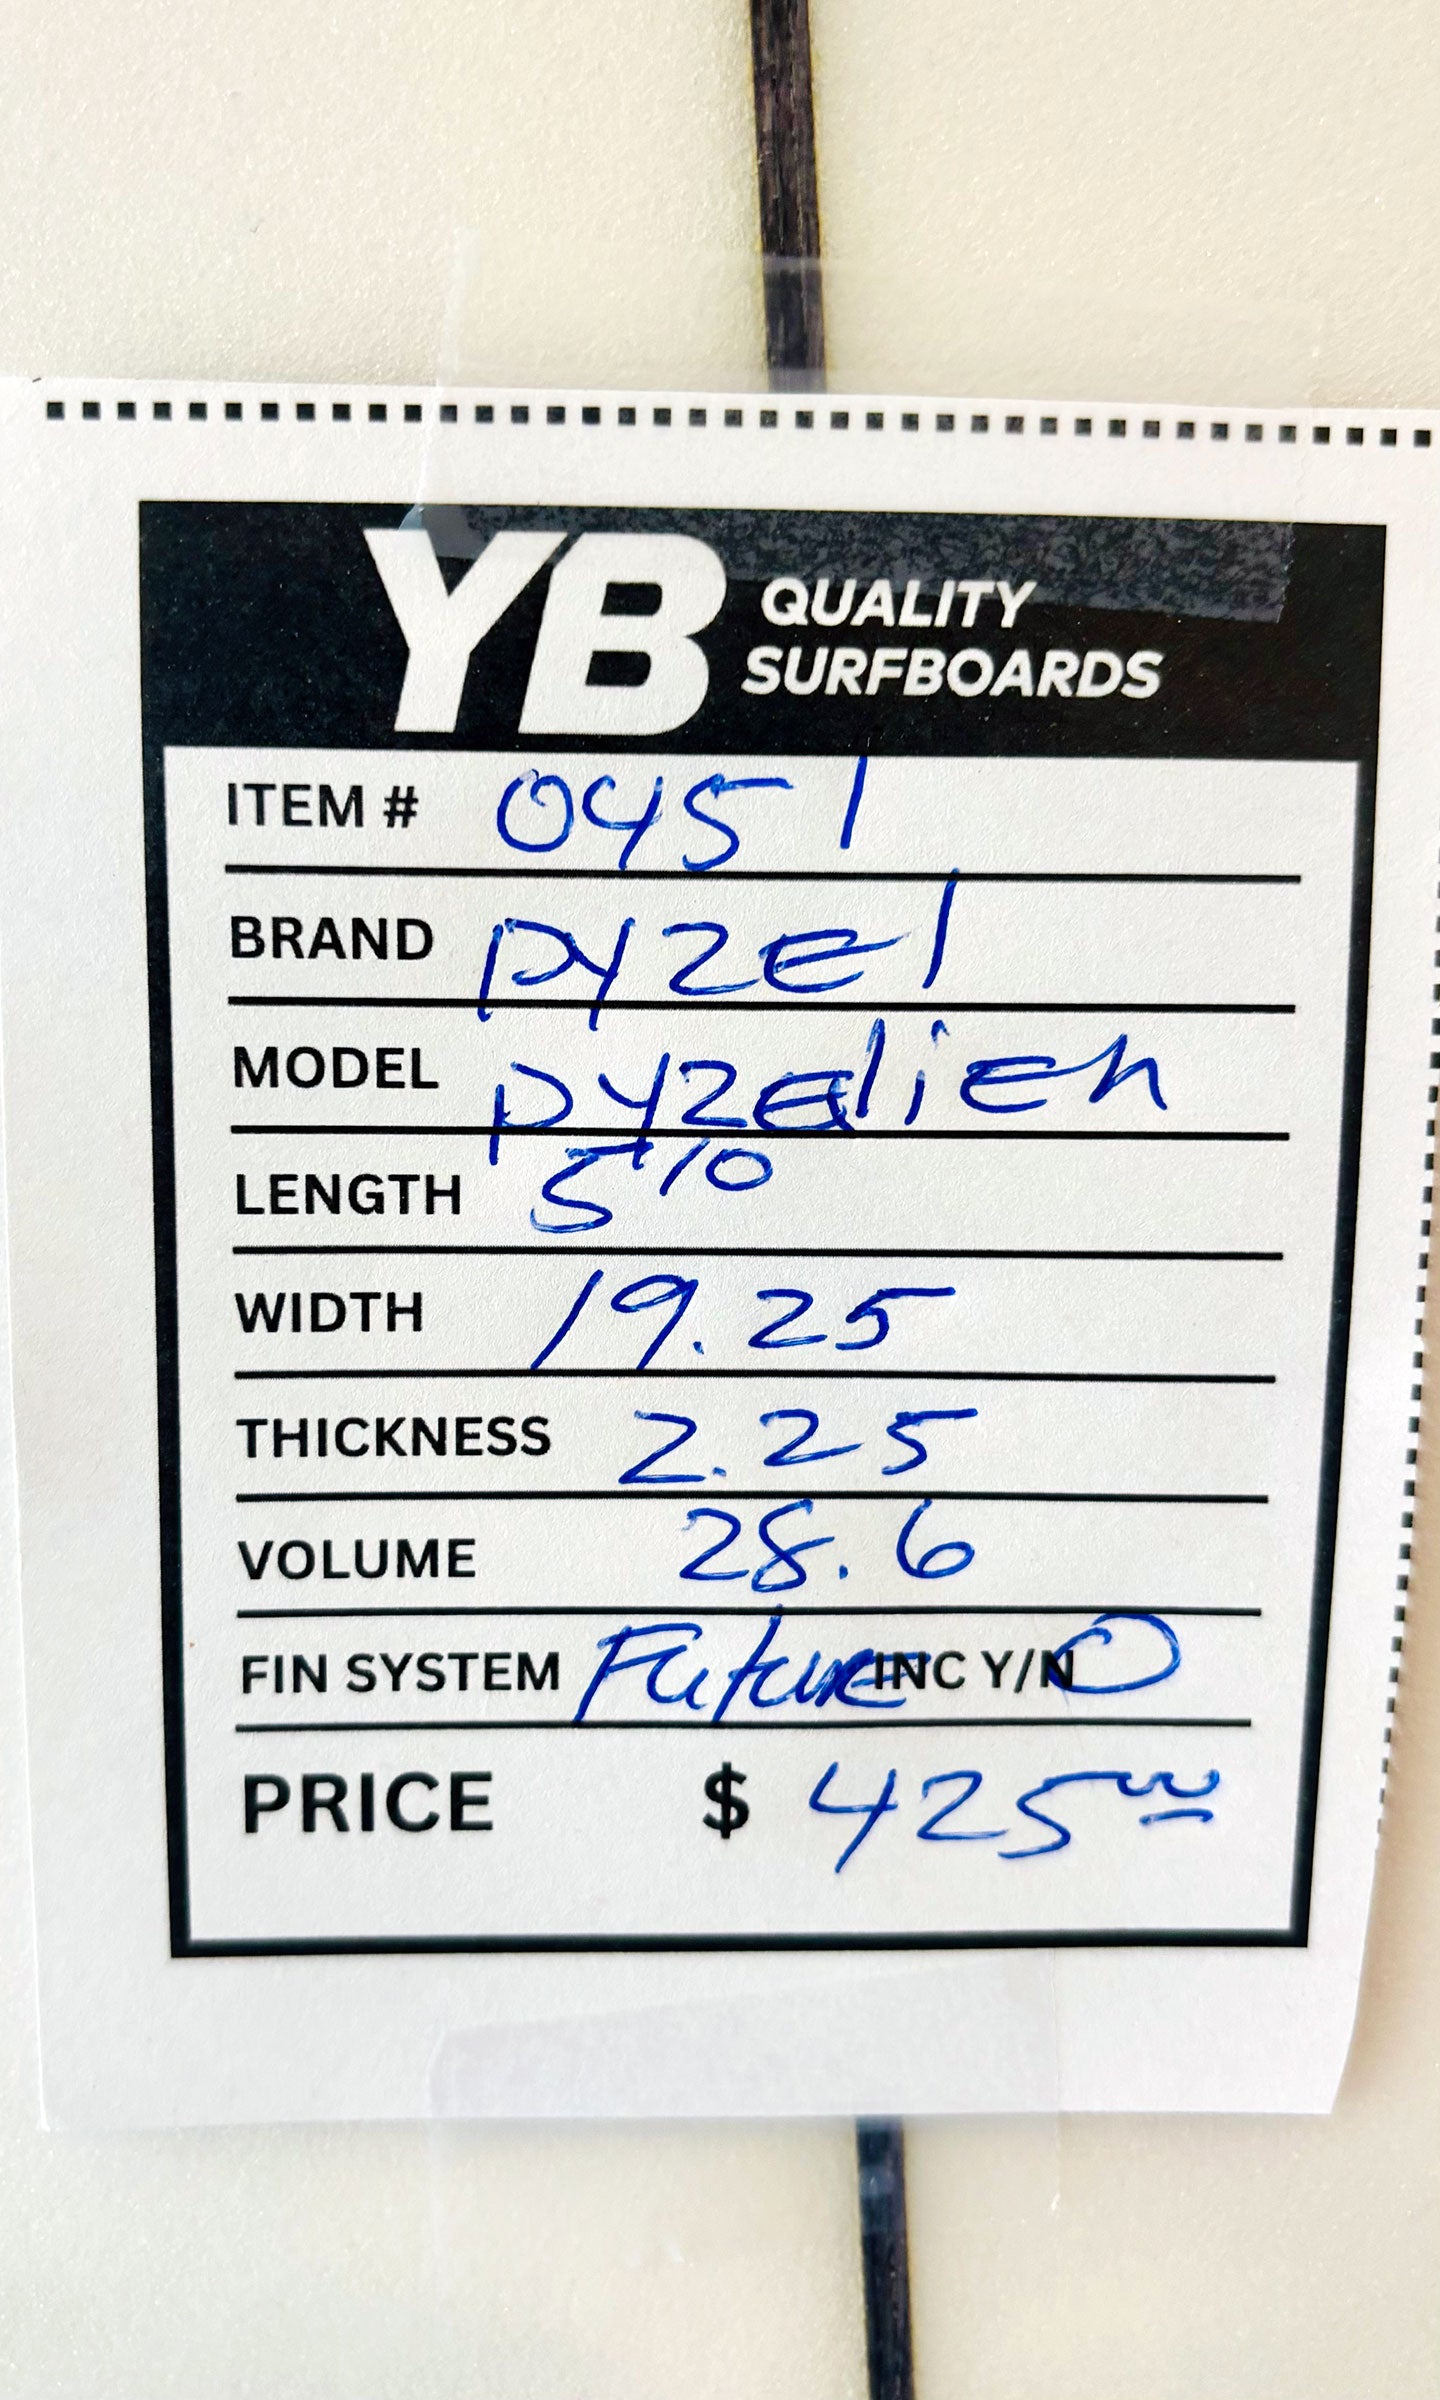 YB QUALITY
SURFBOARDS
ITEM # 0451
BRAND pyzel
MODEL pyzalien
LENGTH 5'10
WIDTH 19.25
THICKNESS 2.25
VOLUME 28.6
FIN SYSTEM Future INC Y/N
PRICE $ 425.00